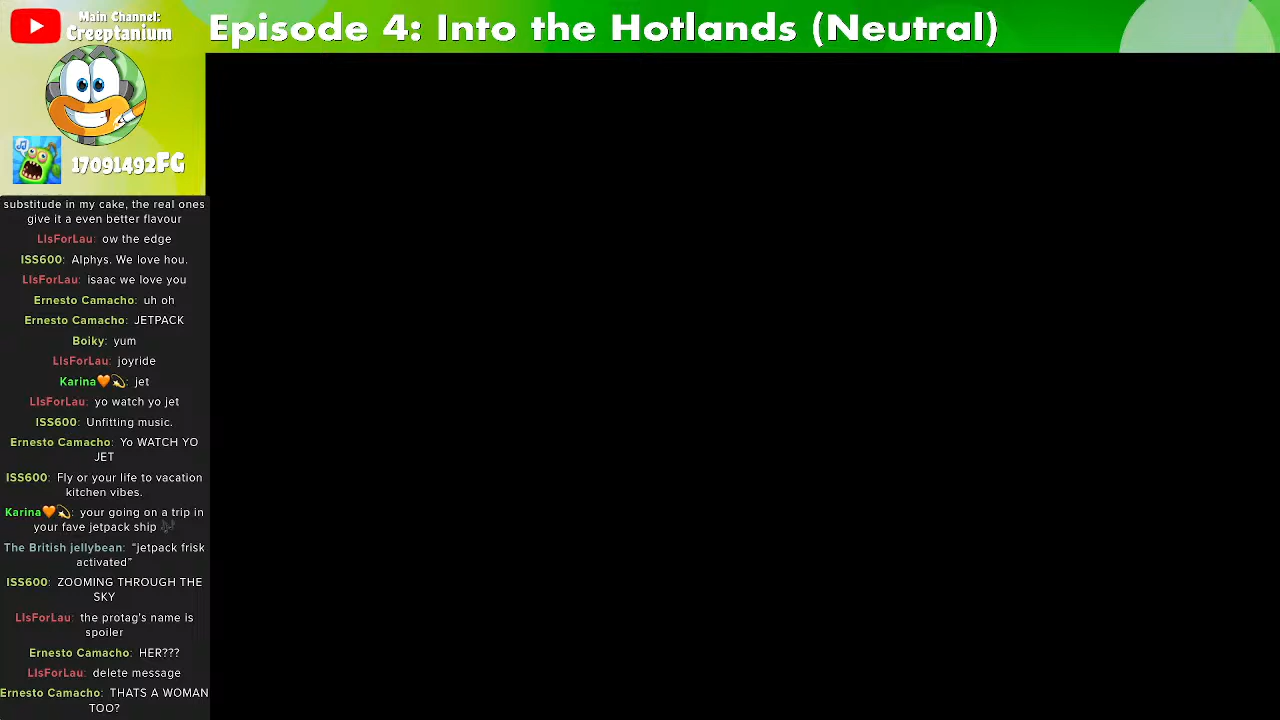 Main Channel:
Creeptanium
Episode 4: Into the Hotlands (Neutral)
17091492FG
substitude in my cake, the real ones
give it a even better flavour
LIsForLau: ow the edge
ISS600: Alphys. We love hou.
LIsForLau: isaac we love you
Ernesto Camacho: uh oh
Ernesto Camacho: JETPACK
Boiky: yum
LIsForLau: joyride
Karina🧡💫: jet
LIsForLau: yo watch yo jet
ISS600: Unfitting music.
Ernesto Camacho: Yo WATCH YO
JET
ISS600: Fly or your life to vacation
kitchen vibes.
Karina🧡💫: your going on a trip in
your fave jetpack ship 🎶
The British jellybean: “jetpack frisk
activated”
ISS600: ZOOMING THROUGH THE
SKY
LIsForLau: the protag's name is
spoiler
Ernesto Camacho: HER???
LIsForLau: delete message
Ernesto Camacho: THATS A WOMAN
TOO?